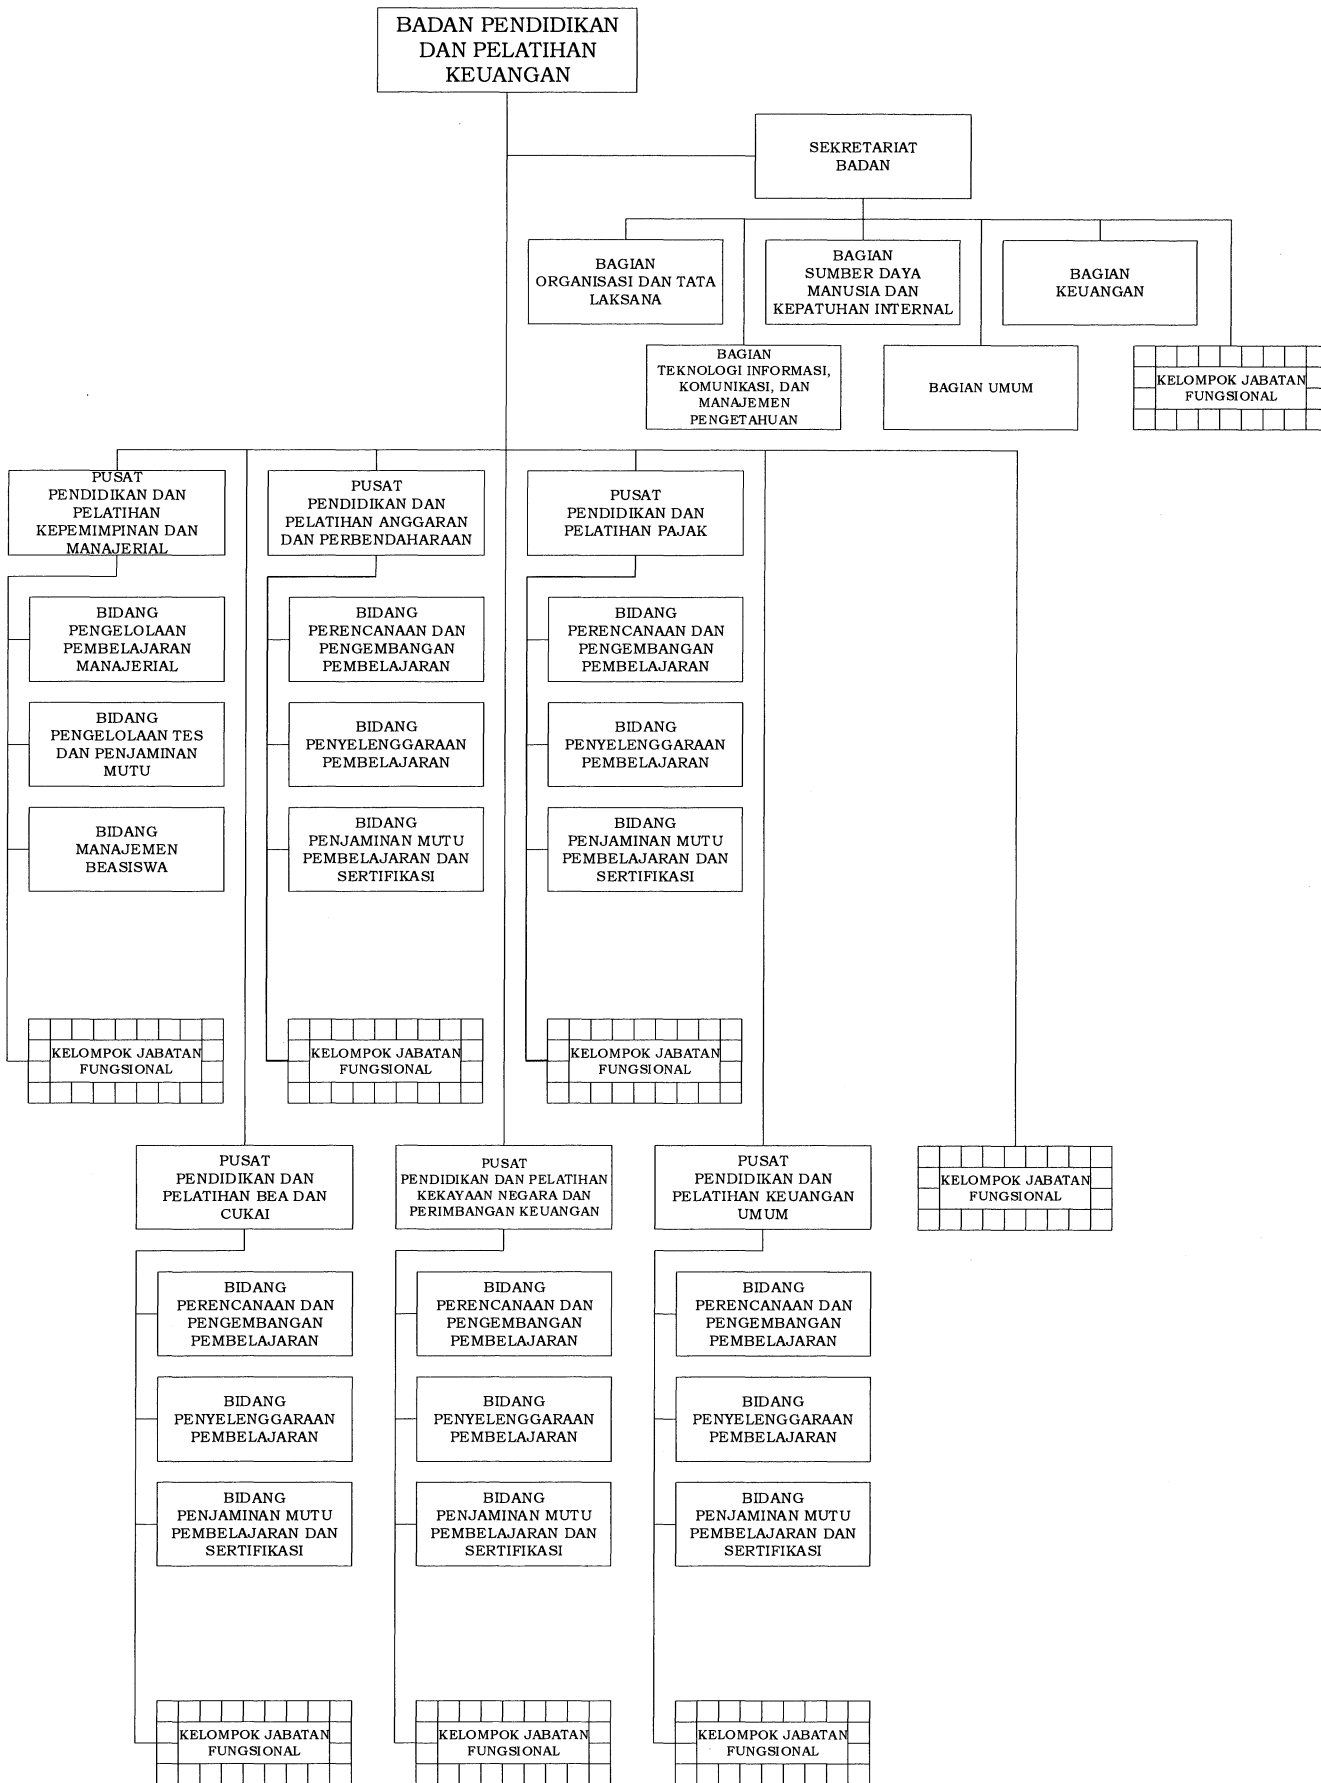 BADAN PENDIDIKAN
DAN PELATIHAN
KEUANGAN
SEKRETARIAT
BADAN
BAGIAN
ORGANISASI DAN TATA
LAKSANA
BAGIAN
SUMBER DAYA
MANUSIA DAN
KEPATUHAN INTERNAL
BAGIAN
KEUANGAN
BAGIAN
TEKNOLOGI INFORMASI,
KOMUNIKASI, DAN
MANAJEMEN
PENGETAHUAN
BAGIAN UMUM
KELOMPOK JABATAN
FUNGSIONAL
PUSAT
PENDIDIKAN DAN
PELATIHAN
KEPEMIMPINAN DAN
MANAJERIAL
PUSAT
PENDIDIKAN DAN
PELATIHAN ANGGARAN
DAN PERBENDAHARAAN
PUSAT
PENDIDIKAN DAN
PELATIHAN PAJAK
BIDANG
PENGELOLAAN
PEMBELAJARAN
MANAJERIAL
BIDANG
PERENCANAAN DAN
PENGEMBANGAN
PEMBELAJARAN
BIDANG
PERENCANAAN DAN
PENGEMBANGAN
PEMBELAJARAN
BIDANG
PENGELOLAAN TES
DAN PENJAMINAN
MUTU
BIDANG
PENYELENGGARAAN
PEMBELAJARAN
BIDANG
PENYELENGGARAAN
PEMBELAJARAN
BIDANG
MANAJEMEN
BEASISWA
BIDANG
PENJAMINAN MUTU
PEMBELAJARAN DAN
SERTIFIKASI
BIDANG
PENJAMINAN MUTU
PEMBELAJARAN DAN
SERTIFIKASI
KELOMPOK JABATAN
FUNGSIONAL
KELOMPOK JABATAN
FUNGSIONAL
KELOMPOK JABATAN
FUNGSIONAL
PUSAT
PENDIDIKAN DAN
PELATIHAN BEA DAN
CUKAI
PUSAT
PENDIDIKAN DAN PELATIHAN
KEKAYAAN NEGARA DAN
PERIMBANGAN KEUANGAN
PUSAT
PENDIDIKAN DAN
PELATIHAN KEUANGAN
UMUM
KELOMPOK JABATAN
FUNGSIONAL
BIDANG
PERENCANAAN DAN
PENGEMBANGAN
PEMBELAJARAN
BIDANG
PERENCANAAN DAN
PENGEMBANGAN
PEMBELAJARAN
BIDANG
PERENCANAAN DAN
PENGEMBANGAN
PEMBELAJARAN
BIDANG
PENYELENGGARAAN
PEMBELAJARAN
BIDANG
PENYELENGGARAAN
PEMBELAJARAN
BIDANG
PENYELENGGARAAN
PEMBELAJARAN
BIDANG
PENJAMINAN MUTU
PEMBELAJARAN DAN
SERTIFIKASI
BIDANG
PENJAMINAN MUTU
PEMBELAJARAN DAN
SERTIFIKASI
BIDANG
PENJAMINAN MUTU
PEMBELAJARAN DAN
SERTIFIKASI
KELOMPOK JABATAN
FUNGSIONAL
KELOMPOK JABATAN
FUNGSIONAL
KELOMPOK JABATAN
FUNGSIONAL